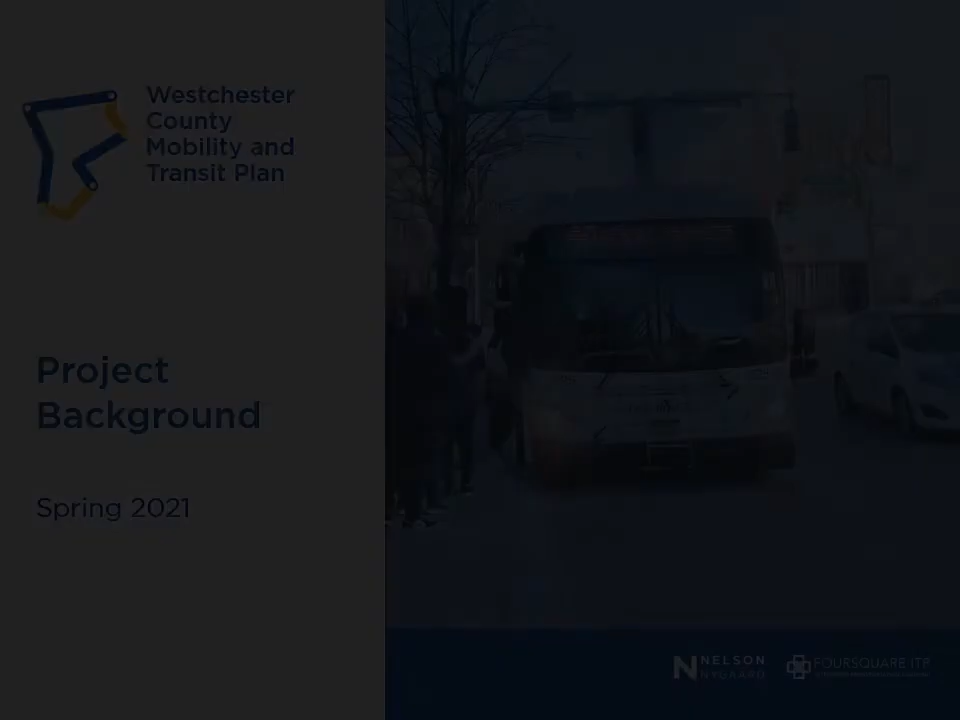 Westchester
County
Mobility and
Transit Plan
Project
Background
Spring 2021
NELSON
NYGAARD
FOURSQUARE ITP